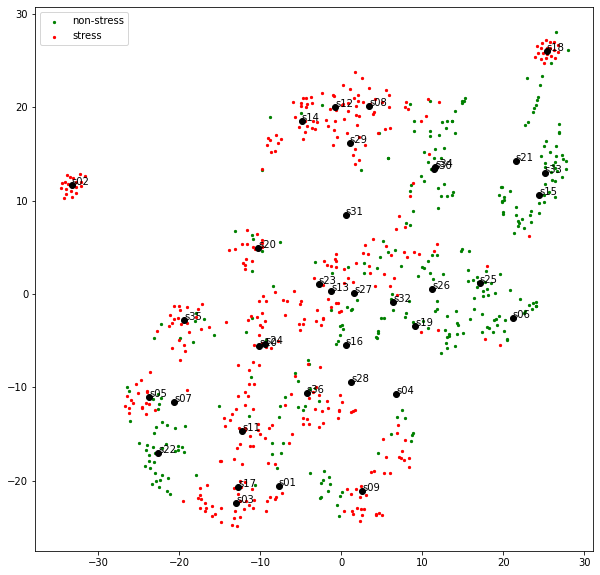 non-stress
stress
30
20
10
0
−10
−20
−30
−20
−10
0
10
20
30
s18
s12
s08
s14
s29
s21
s33
s15
s02
s31
s20
s23
s13
s27
s32
s26
s25
s06
s19
s35
s24
s16
s28
s04
s36
s05
s07
s11
s22
s17
s01
s03
s09